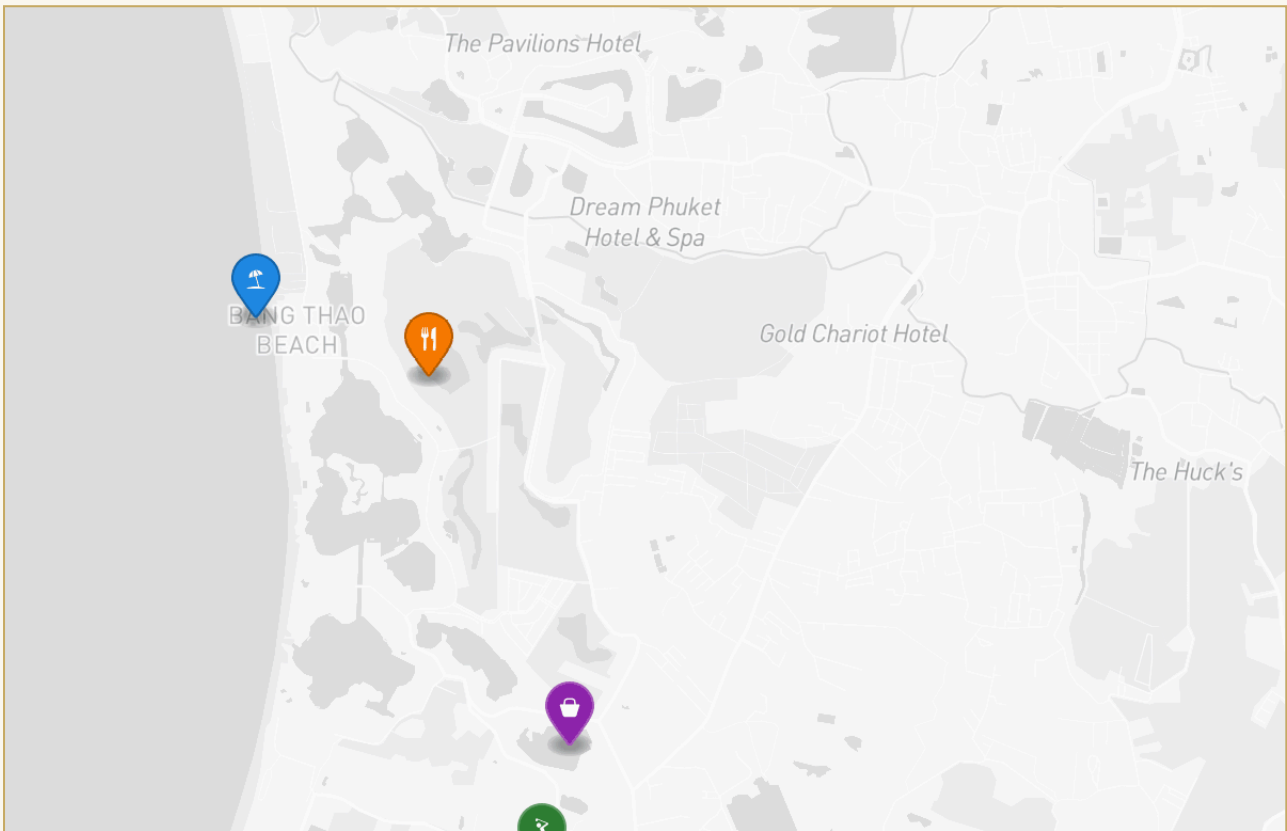 The Pavilions Hotel
Dream Phuket
Hotel & Spa
BANG THAO
BEACH
Gold Chariot Hotel
The Huck's